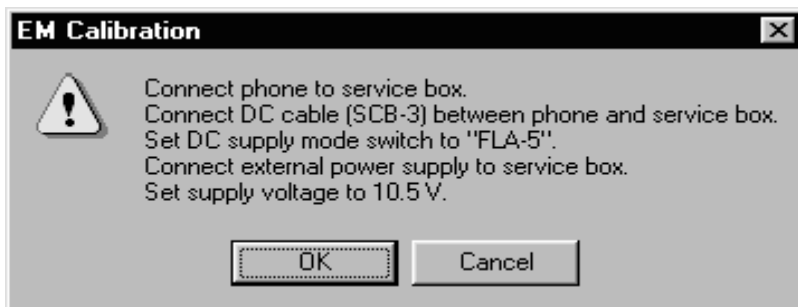 EM Calibration
Connect phone to service box.
Connect DC cable (SCB-3) between phone and service box.
Set DC supply mode switch to "FLA-5".
Connect external power supply to service box.
Set supply voltage to 10.5 V.
OK
Cancel